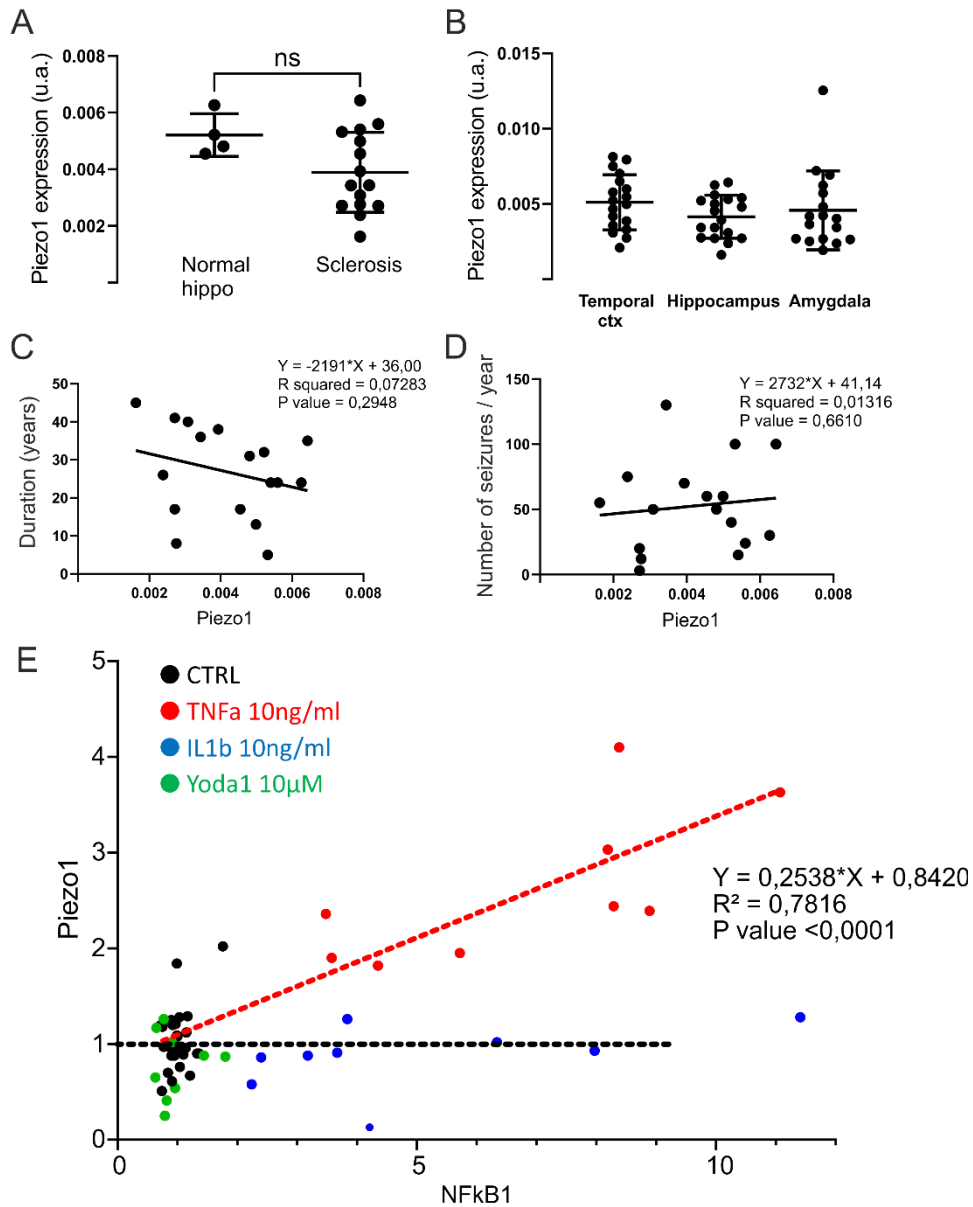 A
Piezo1 expression (u.a.)
0.008
0.006
0.004
0.002
ns
Normal
hippo
Sclerosis
B
Piezo1 expression (u.a.)
0.015
0.010
0.005
Temporal
ctx
Hippocampus
Amygdala
C
Y = -2191*X + 36,00
R squared = 0,07283
P value = 0,2948
Duration (years)
50
40
30
20
10
0
0.002
0.004
0.006
0.008
Piezo1
D
Y = 2732*X + 41,14
R squared = 0,01316
P value = 0,6610
Number of seizures / year
150
100
50
0
0.002
0.004
0.006
0.008
Piezo1
E
CTRL
TNFa 10ng/ml
IL1b 10ng/ml
Yoda1 10µM
Piezo1
5
4
3
2
1
0
Y = 0,2538*X + 0,8420
R² = 0,7816
P value <0,0001
0
5
10
NFkB1